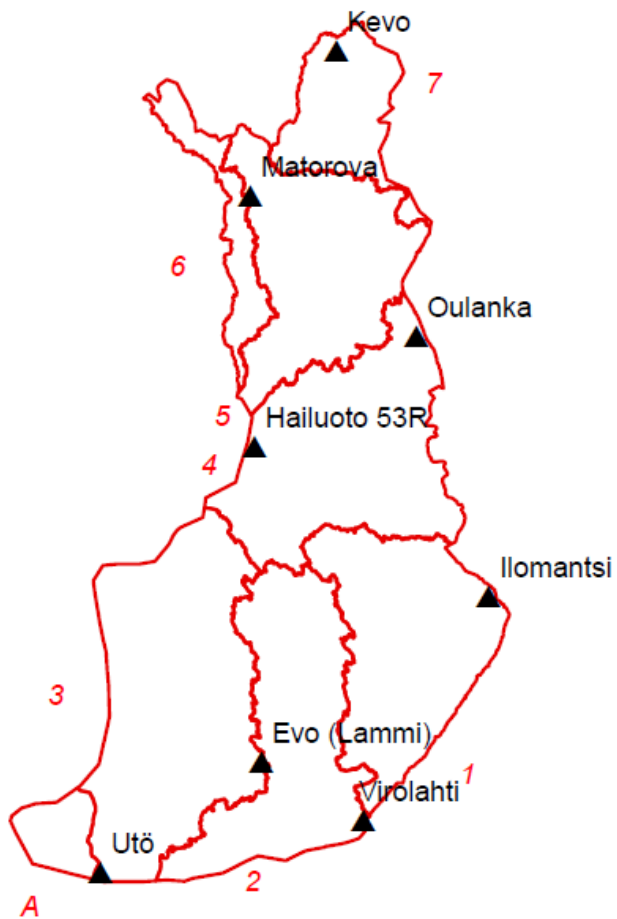 Kevo
7
Matorova
6
Oulanka
5
Hailuoto 53R
4
Ilomantsi
3
Evo (Lammi)
1
Virolahti
Utö
2
A